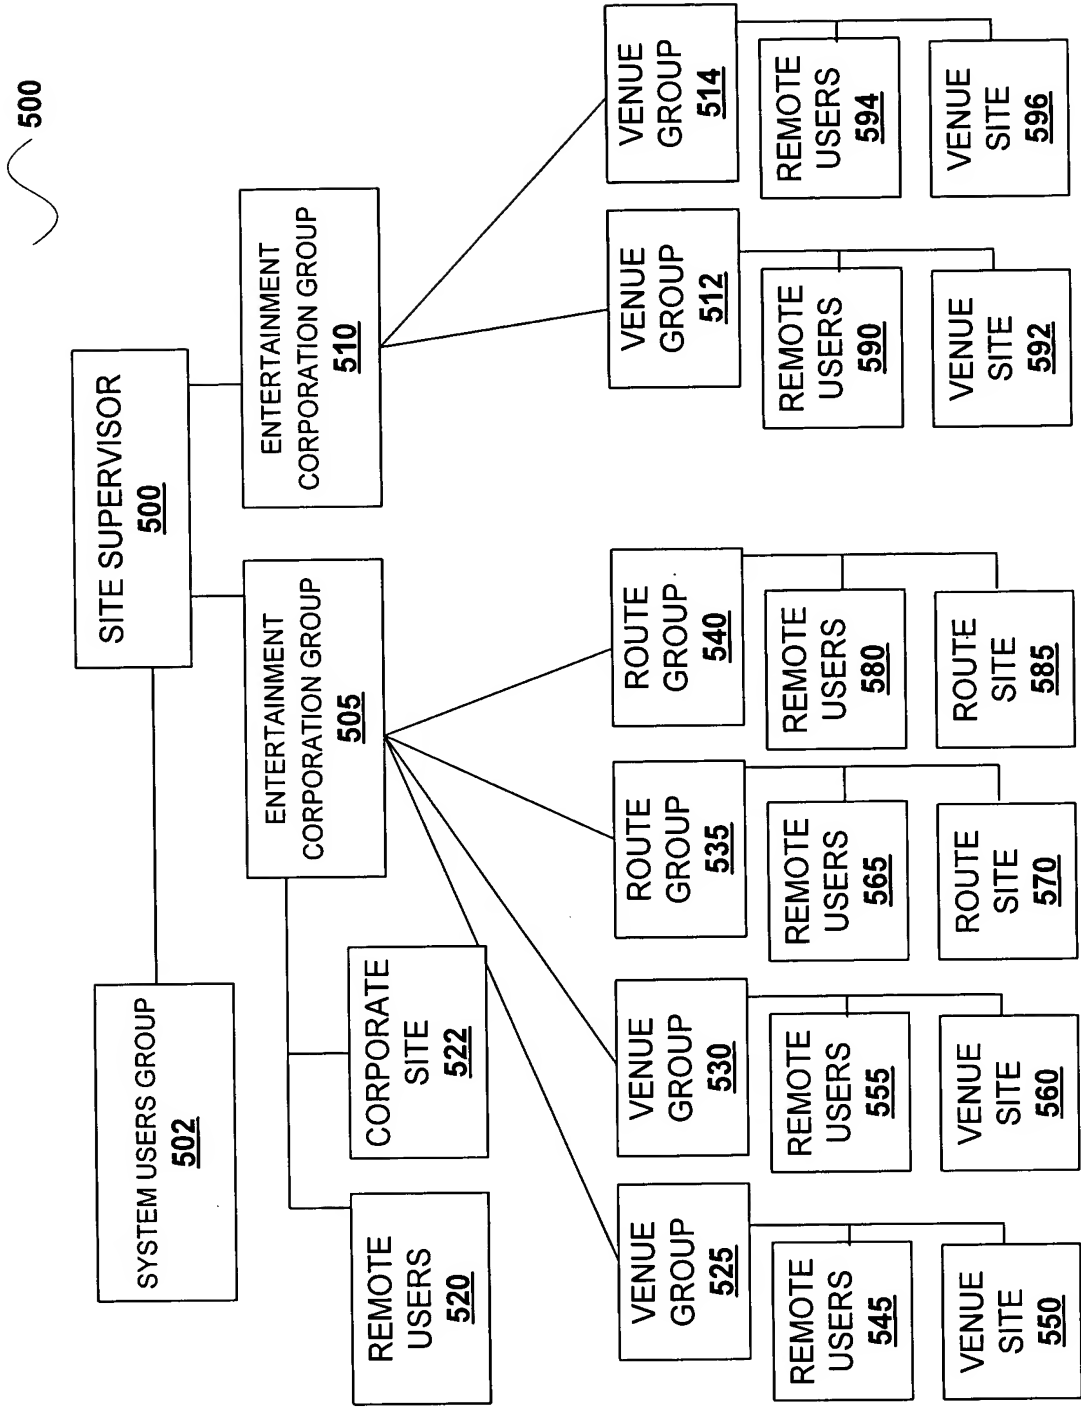 500
SITE SUPERVISOR
500
SYSTEM USERS GROUP
502
ENTERTAINMENT
CORPORATION GROUP
505
ENTERTAINMENT
CORPORATION GROUP
510
REMOTE
USERS
520
CORPORATE
SITE
522
VENUE
GROUP
525
VENUE
GROUP
530
ROUTE
GROUP
535
ROUTE
GROUP
540
VENUE
GROUP
512
VENUE
GROUP
514
REMOTE
USERS
545
REMOTE
USERS
555
REMOTE
USERS
565
REMOTE
USERS
580
REMOTE
USERS
590
REMOTE
USERS
594
VENUE
SITE
550
VENUE
SITE
560
ROUTE
SITE
570
ROUTE
SITE
585
VENUE
SITE
592
VENUE
SITE
596